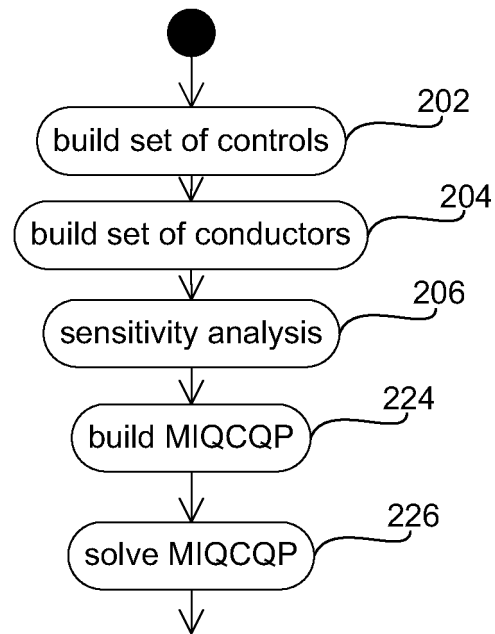 202
build set of controls
204
build set of conductors
206
sensitivity analysis
224
build MIQCQP
226
solve MIQCQP